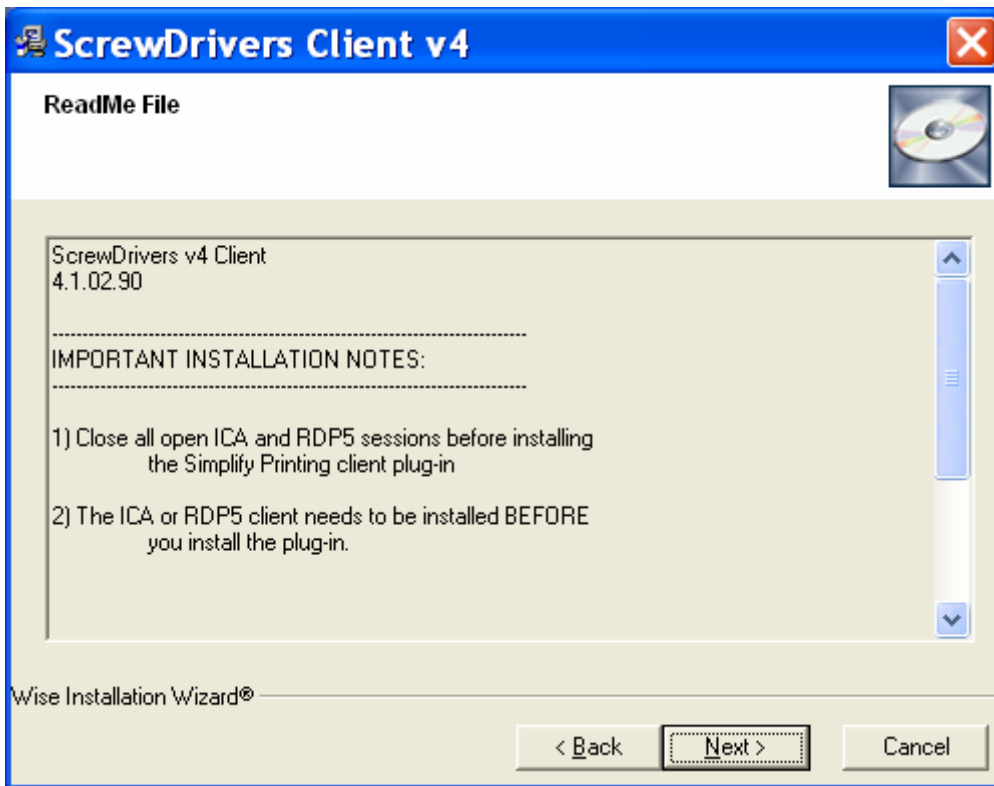 ScrewDrivers Client v4
ReadMe File
ScrewDrivers v4 Client
4.1.02.90
-------------------------------------------------------------------------------
IMPORTANT INSTALLATION NOTES:
-------------------------------------------------------------------------------
1) Close all open ICA and RDP5 sessions before installing
the Simplify Printing client plug-in
2) The ICA or RDP5 client needs to be installed BEFORE
you install the plug-in.
Wise Installation Wizard®
< Back Next > Cancel